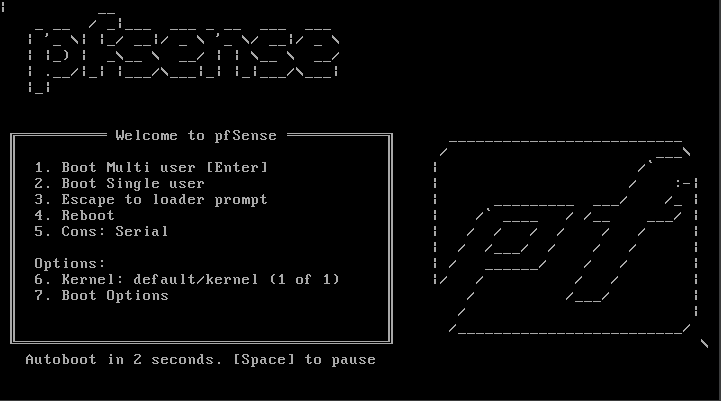 pfsense
Welcome to pfSense
1. Boot Multi user [Enter]
2. Boot Single user
3. Escape to loader prompt
4. Reboot
5. Cons: Serial
Options:
6. Kernel: default/kernel (1 of 1)
7. Boot Options
Autoboot in 2 seconds. [Space] to pause
pf